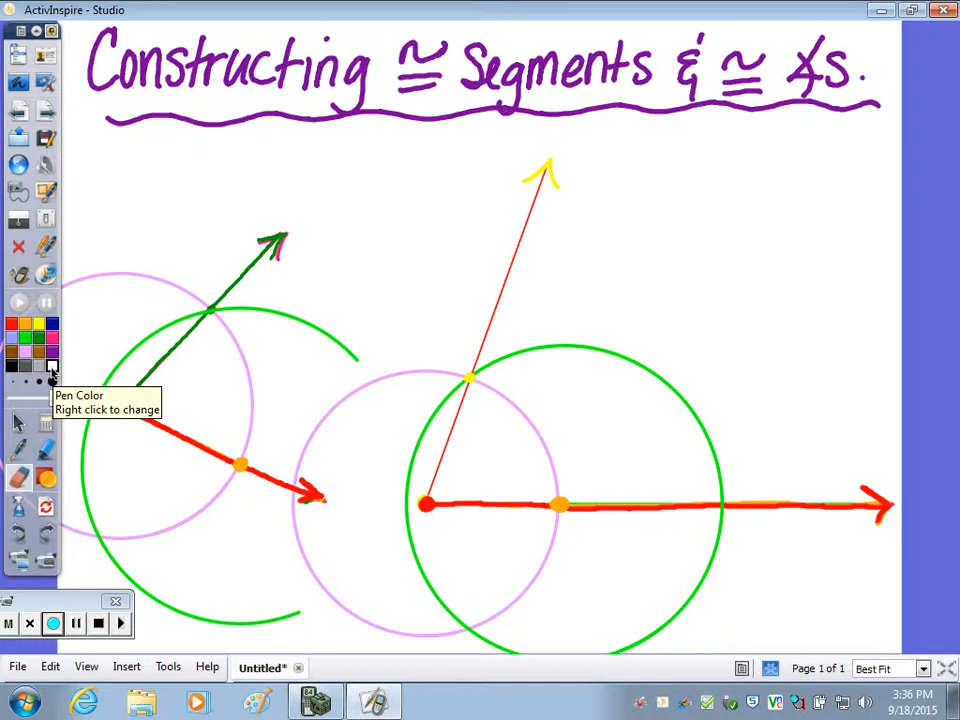 ActivInspire - Studio
Constructing ≅ Segments & ≅ ∡s.
Pen Color
Right click to change
M
File Edit View Insert Tools Help Untitled* Page 1 of 1 Best Fit
3:36 PM
9/18/2015